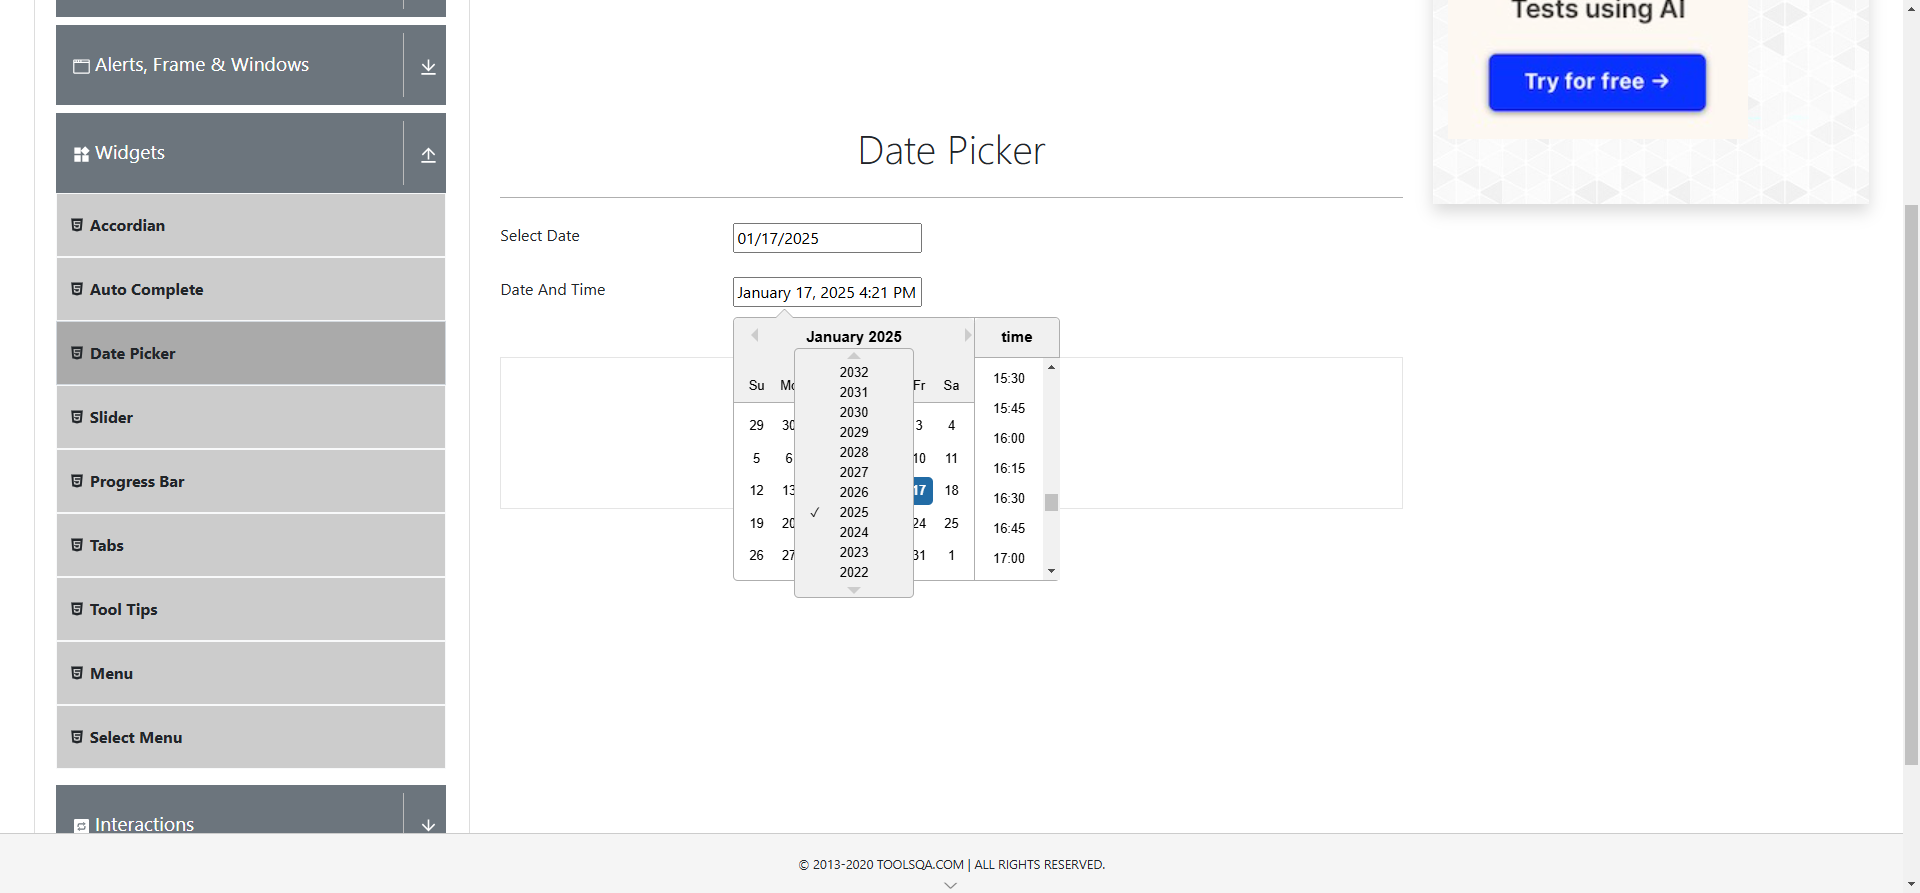 Tests using AI
Try for free →
Alerts, Frame & Windows
Widgets
Accordian
Auto Complete
Date Picker
Slider
Progress Bar
Tabs
Tool Tips
Menu
Select Menu
Interactions
Date Picker
Select Date
01/17/2025
Date And Time
January 17, 2025 4:21 PM
January 2025
time
Su Mo Fr Sa
29 30 3 4
5 6 10 11
12 13 17 18
19 20 24 25
26 27 31 1
2032
2031
2030
2029
2028
2027
2026
✓ 2025
2024
2023
2022
15:30
15:45
16:00
16:15
16:30
16:45
17:00
© 2013-2020 TOOLSQA.COM | ALL RIGHTS RESERVED.